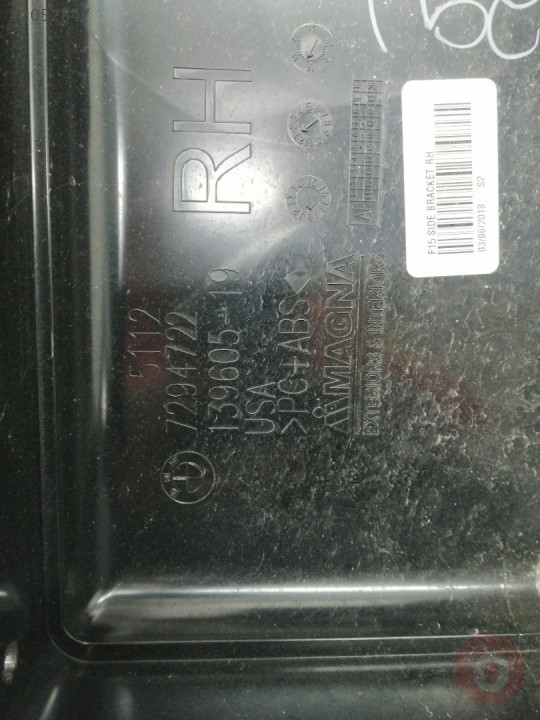 RH
5112
7294722
139605-19
USA
>PC+ABS<
MAGNA
EXTERIORS & INTERIORS
F15 SIDE BRACKET RH
03/06/2018 S2